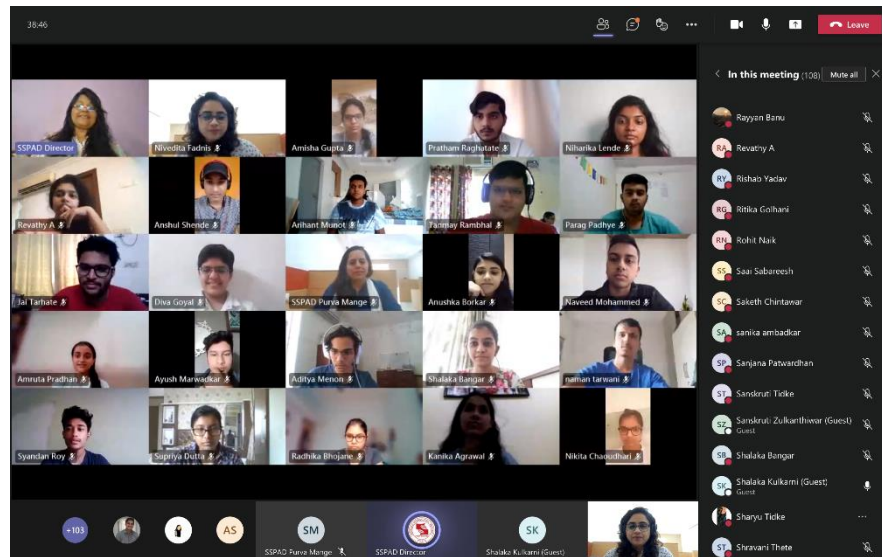 38:46
Leave
In this meeting (108) Mute all
SSPAD Director
Nivedita Fadnis
Amisha Gupta
Pratham Raghatate
Niharika Lende
Revathy A
Anshul Shende
Arihant Munot
Tanmay Rambhal
Parag Padhye
Jai Tarhate
Diva Goyal
SSPAD Purva Mange
Anushka Borkar
Naveed Mohammed
Amruta Pradhan
Ayush Marwadkar
Aditya Menon
Shalaka Bangar
naman tarwani
Syandan Roy
Supriya Dutta
Radhika Bhojane
Kanika Agrawal
Nikita Chaoudhari
+103
AS
SM
SSPAD Purva Mange
SSPAD Director
SK
Shalaka Kulkarni (Guest)
Rayyan Banu
RA Revathy A
RY Rishab Yadav
RG Ritika Golhani
RN Rohit Naik
SS Saai Sabareesh
SC Saketh Chintawar
SA sanika ambadkar
SP Sanjana Patwardhan
ST Sanskruti Tidke
SZ Sanskruti Zulkanthiwar (Guest)
Guest
SB Shalaka Bangar
SK Shalaka Kulkarni (Guest)
Guest
Sharyu Tidke
ST Shravani Thete